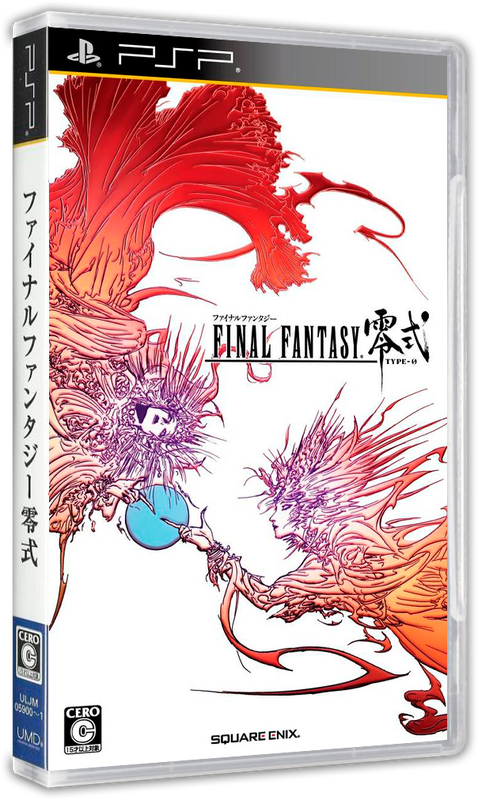 PSP
PSP
ファイナルファンタジー零式
ファイナルファンタジー
FINAL FANTASY® 零式
TYPE-0
CERO
C
15才以上対象
SQUARE ENIX.
CERO
C
ULJM
05900〜1
UMD